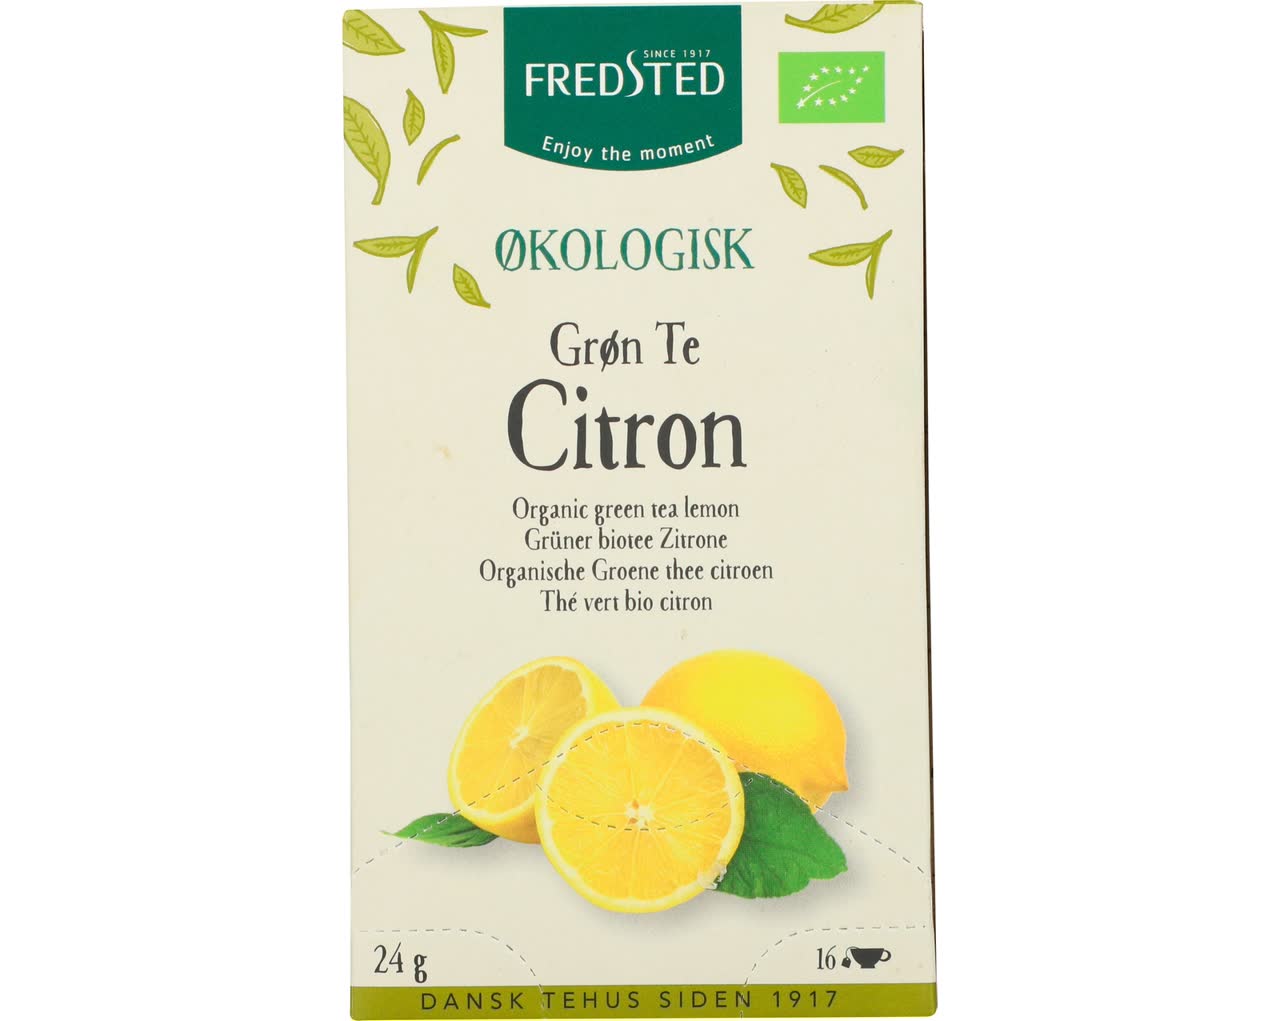 SINCE 1917
FREDSTED
Enjoy the moment
ØKOLOGISK
Grøn Te
Citron
Organic green tea lemon
Grüner biotee Zitrone
Organische Groene thee citroen
Thé vert bio citron
24 g
16
DANSK TEHUS SIDEN 1917